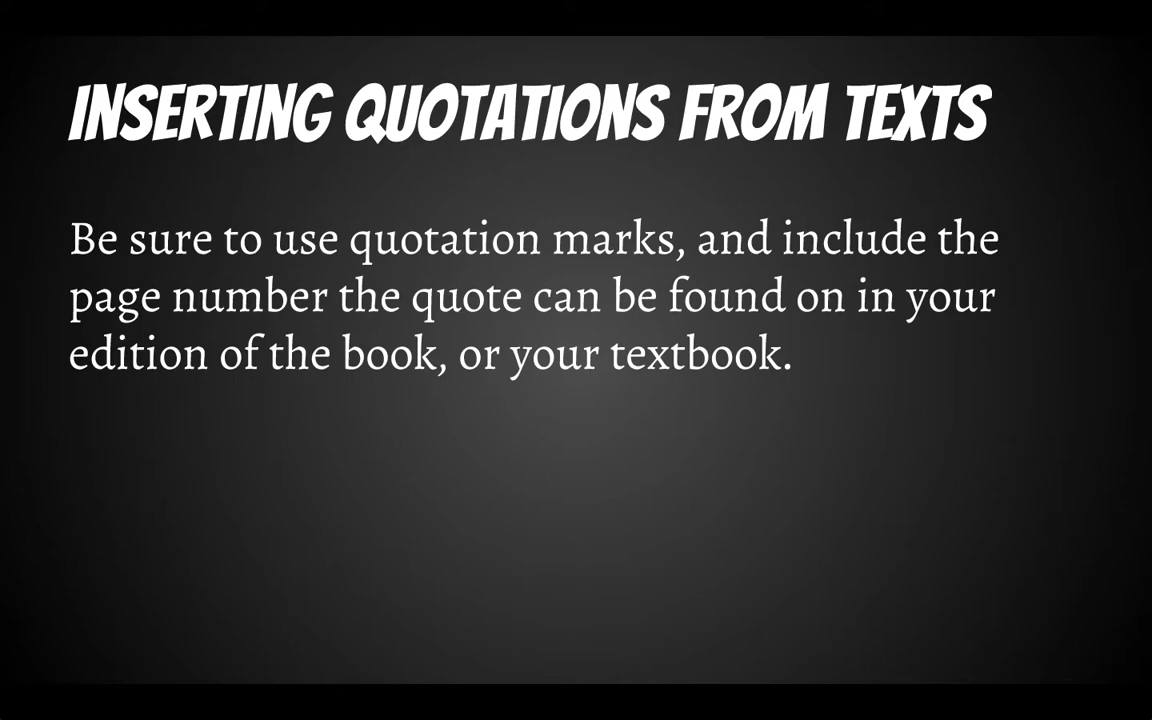 INSERTING QUOTATIONS FROM TEXTS
Be sure to use quotation marks, and include the
page number the quote can be found on in your
edition of the book, or your textbook.